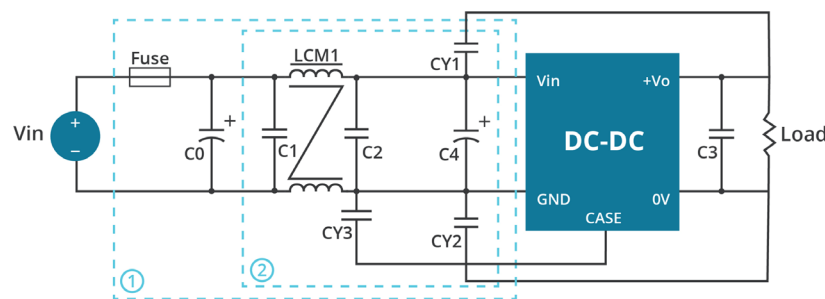 Fuse
LCM1
CY1
Vin
+
−
+
C0
C1
C2
+
C4
Vin
+Vo
DC-DC
GND
0V
CASE
C3
Load
CY3
CY2
1
2